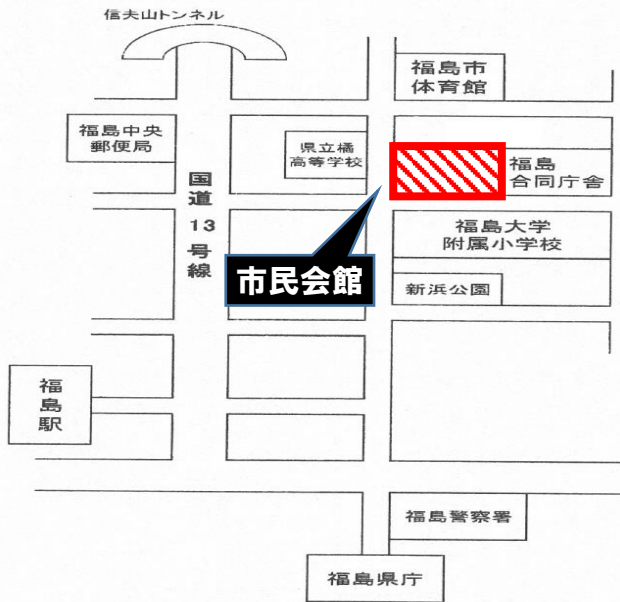 信夫山トンネル
福島市
体育館
福島中央
郵便局
県立橘
高等学校
福島
合同庁舎
国道13号線
福島大学
附属小学校
市民会館
新浜公園
福島駅
福島警察署
福島県庁